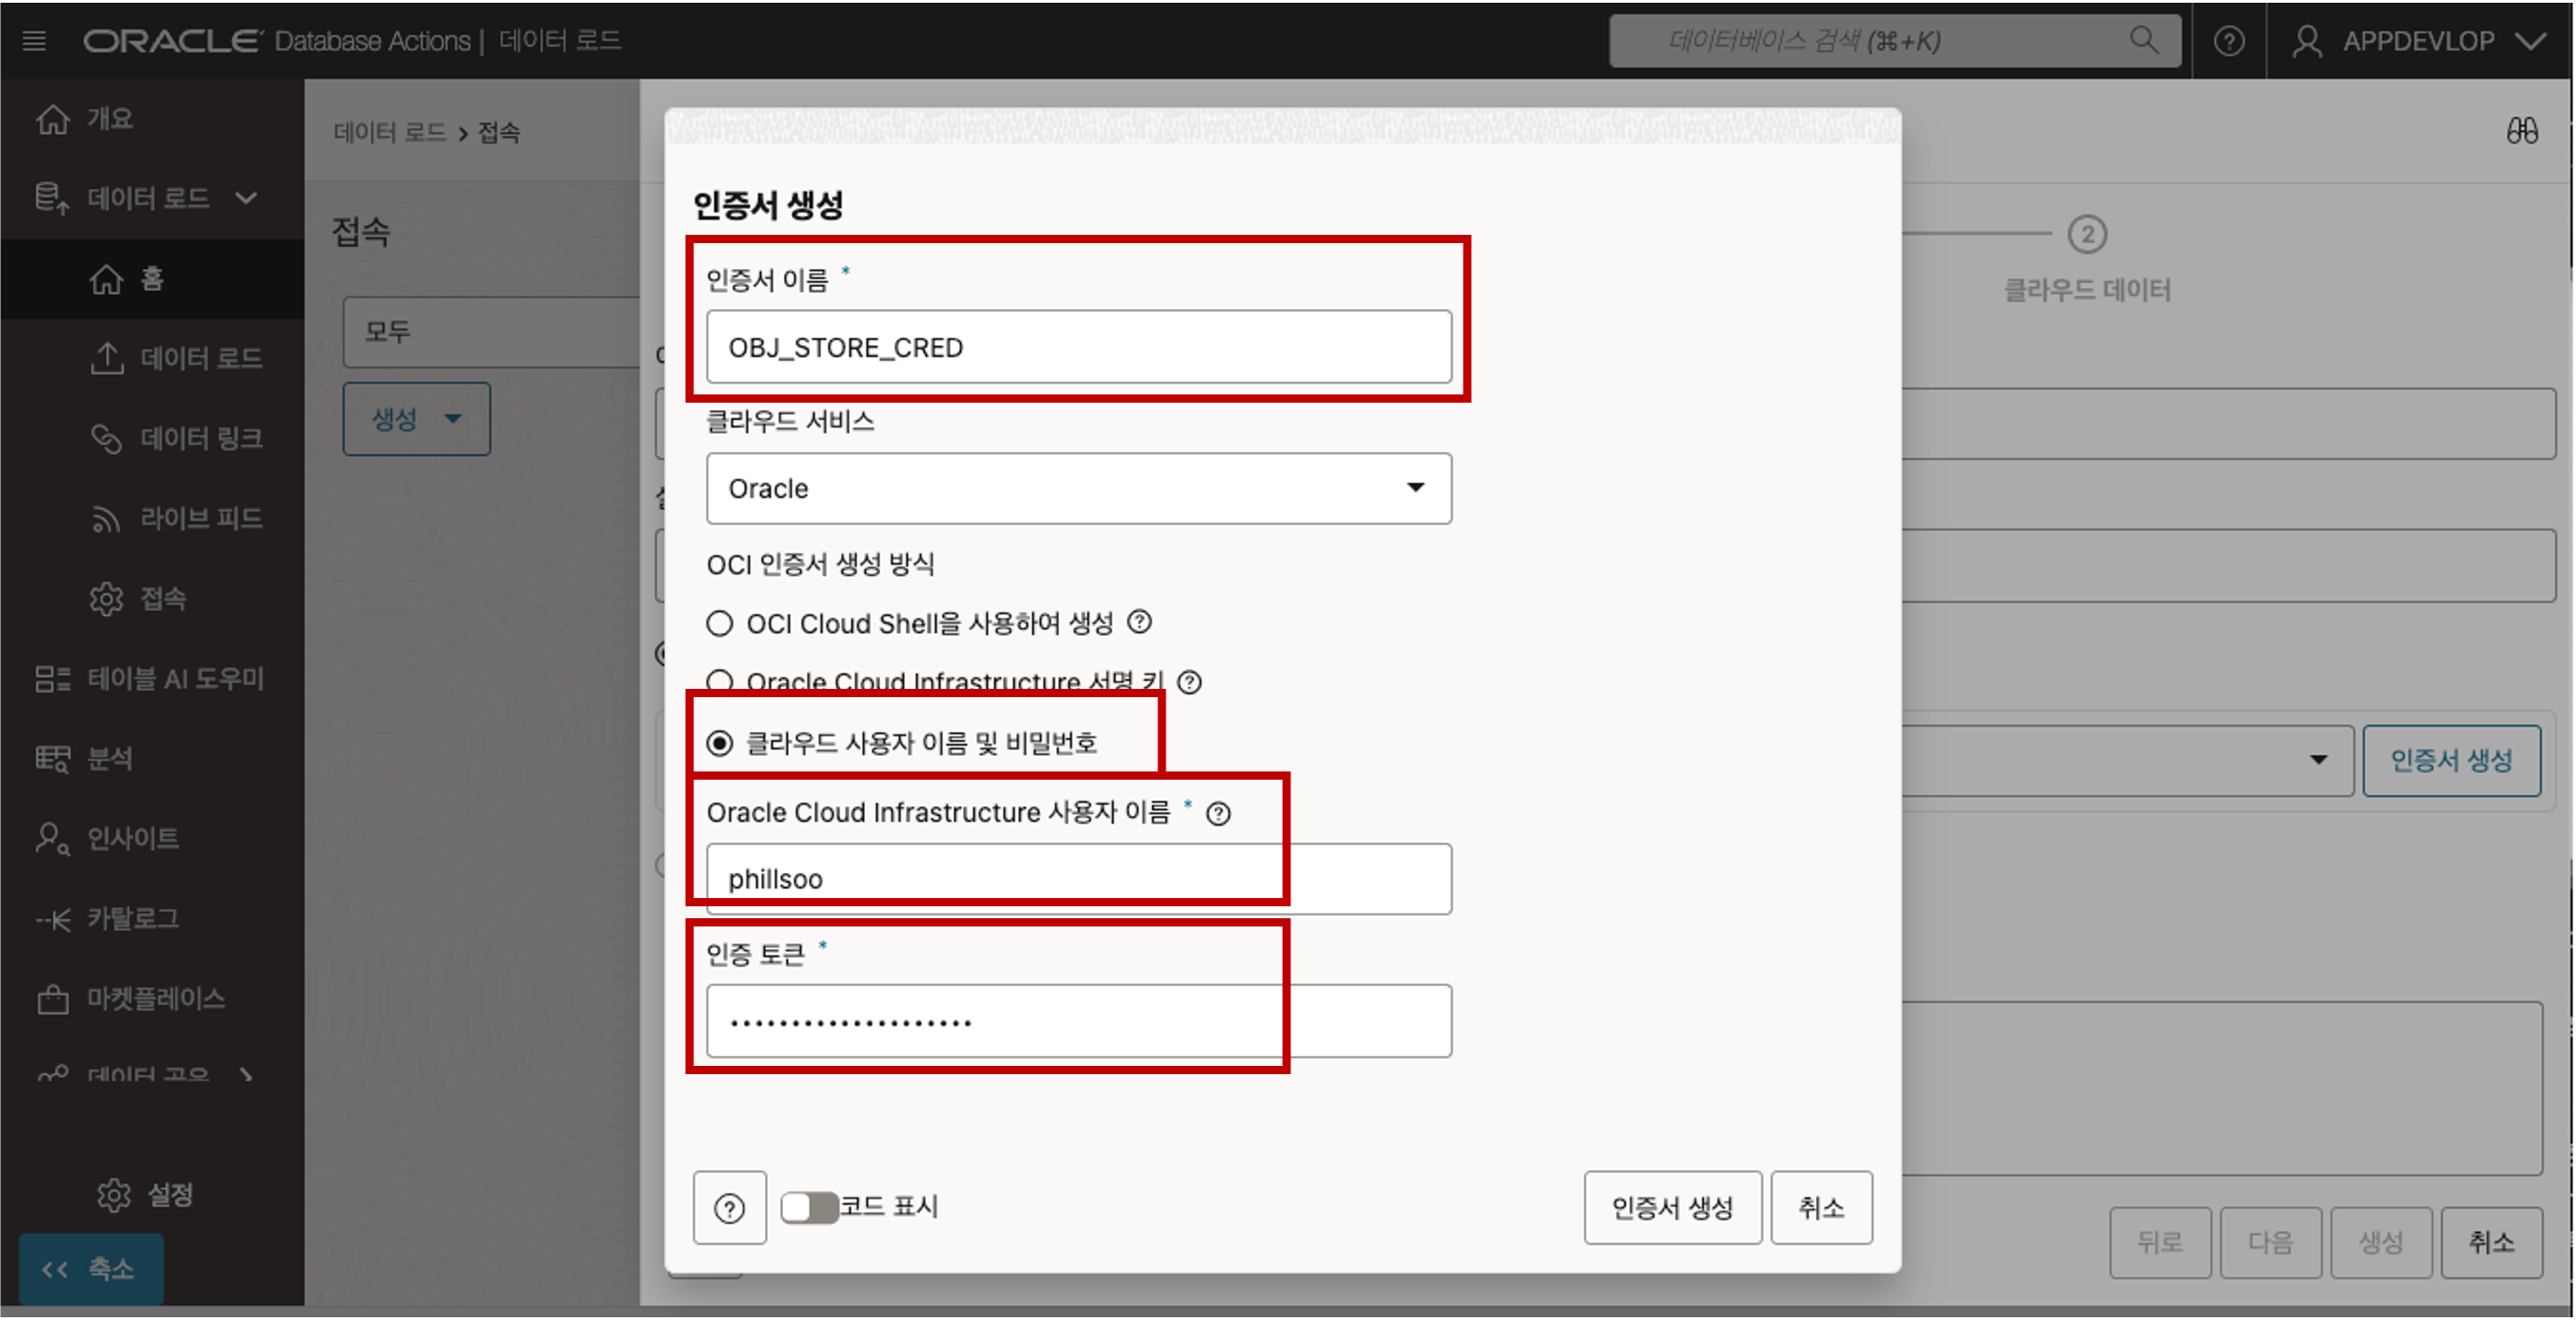 ORACLE Database Actions | 데이터 로드
데이터베이스 검색 (⌘+K)
APPDEVLOP
개요
데이터 로드
홈
데이터 로드
데이터 링크
라이브 피드
접속
테이블 AI 도우미
분석
인사이트
카탈로그
마켓플레이스
데이터 공유
설정
축소
데이터 로드 > 접속
접속
모두
생성
인증서 생성
인증서 이름 *
OBJ_STORE_CRED
클라우드 서비스
Oracle
OCI 인증서 생성 방식
OCI Cloud Shell을 사용하여 생성
Oracle Cloud Infrastructure 서명 키
클라우드 사용자 이름 및 비밀번호
Oracle Cloud Infrastructure 사용자 이름 *
phillsoo
인증 토큰 *
••••••••••••••••••••
코드 표시
인증서 생성
취소
2
클라우드 데이터
인증서 생성
뒤로
다음
생성
취소